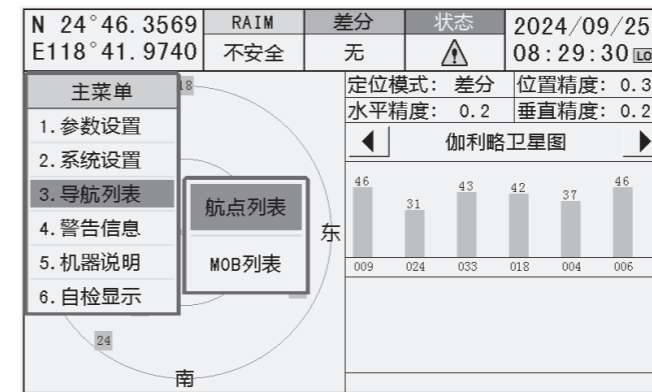 N 24°46.3569 RAIM 差分 状态 2024/09/25
E118°41.9740 不安全 无 08:29:30 LO
主菜单
1.参数设置
2.系统设置
3.导航列表
4.警告信息
5.机器说明
6.自检显示
航点列表
MOB列表
18
东
24
南
定位模式: 差分 位置精度: 0.3
水平精度: 0.2 垂直精度: 0.2
伽利略卫星图
46 31 43 42 37 46
009 024 033 018 004 006